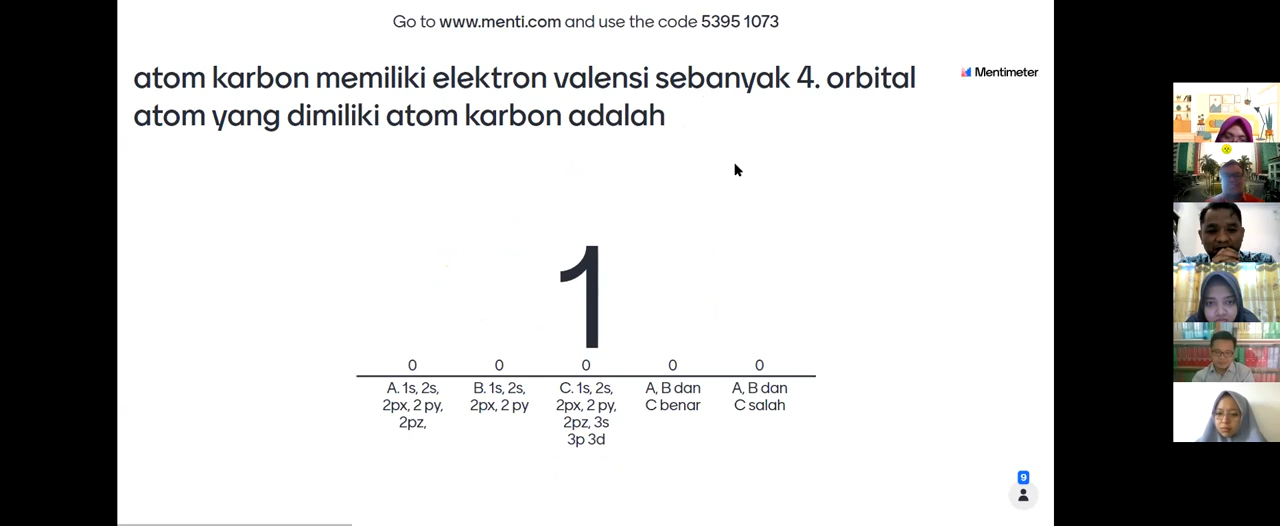 Go to www.menti.com and use the code 5395 1073
atom karbon memiliki elektron valensi sebanyak 4. orbital
atom yang dimiliki atom karbon adalah
Mentimeter
1
0 0 0 0 0
A. 1s, 2s,
2px, 2 py,
2pz,
B. 1s, 2s,
2px, 2 py
C. 1s, 2s,
2px, 2 py,
2pz, 3s
3p 3d
A, B dan
C benar
A, B dan
C salah
9